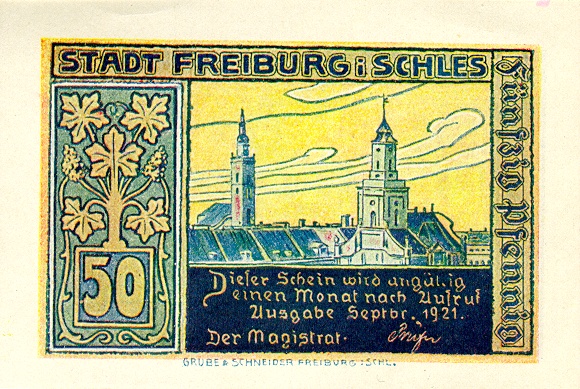 STADT FREIBURG i SCHLES
Fünfzig Pfennig
50
Dieser Schein wird ungültig
einen Monat nach Aufruf
Ausgabe Septbr. 1921.
Der Magistrat.
GRUBE & SCHNEIDER FREIBURG i SCHL.